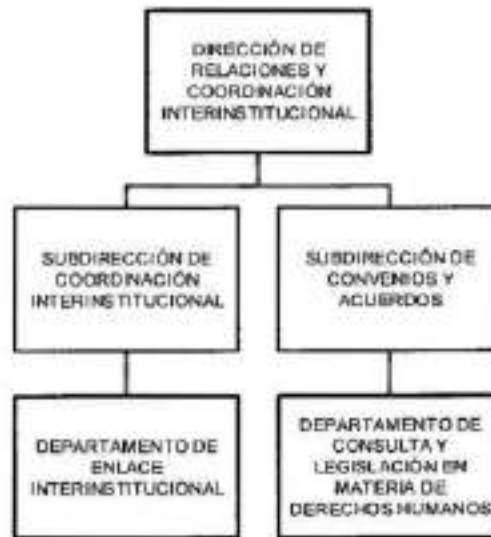 DIRECCIÓN DE
RELACIONES Y
COORDINACIÓN
INTERINSTITUCIONAL
SUBDIRECCIÓN DE
COORDINACIÓN
INTERINSTITUCIONAL
SUBDIRECCIÓN DE
CONVENIOS Y
ACUERDOS
DEPARTAMENTO DE
ENLACE
INTERINSTITUCIONAL
DEPARTAMENTO DE
CONSULTA Y
LEGISLACIÓN EN
MATERIA DE
DERECHOS HUMANOS